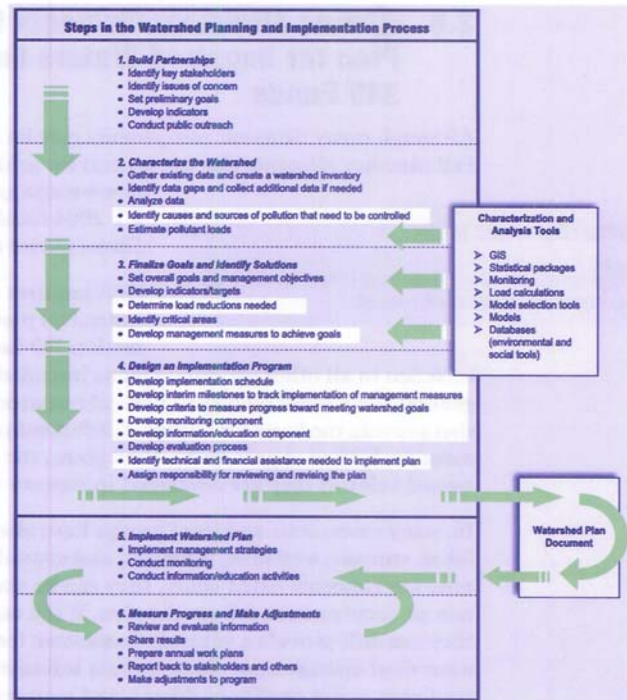 Steps in the Watershed Planning and Implementation Process
1. Build Partnerships
• Identify key stakeholders
• Identify issues of concern
• Set preliminary goals
• Develop indicators
• Conduct public outreach
2. Characterize the Watershed
• Gather existing data and create a watershed inventory
• Identify data gaps and collect additional data if needed
• Analyze data
• Identify causes and sources of pollution that need to be controlled
• Estimate pollutant loads
3. Finalize Goals and Identify Solutions
• Set overall goals and management objectives
• Develop indicators/targets
• Determine load reductions needed
• Identify critical areas
• Develop management measures to achieve goals
Characterization and
Analysis Tools
➢ GIS
➢ Statistical packages
➢ Monitoring
➢ Load calculations
➢ Model selection tools
➢ Models
➢ Databases
(environmental and
social tools)
4. Design an Implementation Program
• Develop implementation schedule
• Develop interim milestones to track implementation of management measures
• Develop criteria to measure progress toward meeting watershed goals
• Develop monitoring component
• Develop information/education component
• Develop evaluation process
• Identify technical and financial assistance needed to implement plan
• Assign responsibility for reviewing and revising the plan
Watershed Plan
Document
5. Implement Watershed Plan
• Implement management strategies
• Conduct monitoring
• Conduct information/education activities
6. Measure Progress and Make Adjustments
• Review and evaluate information
• Share results
• Prepare annual work plans
• Report back to stakeholders and others
• Make adjustments to program